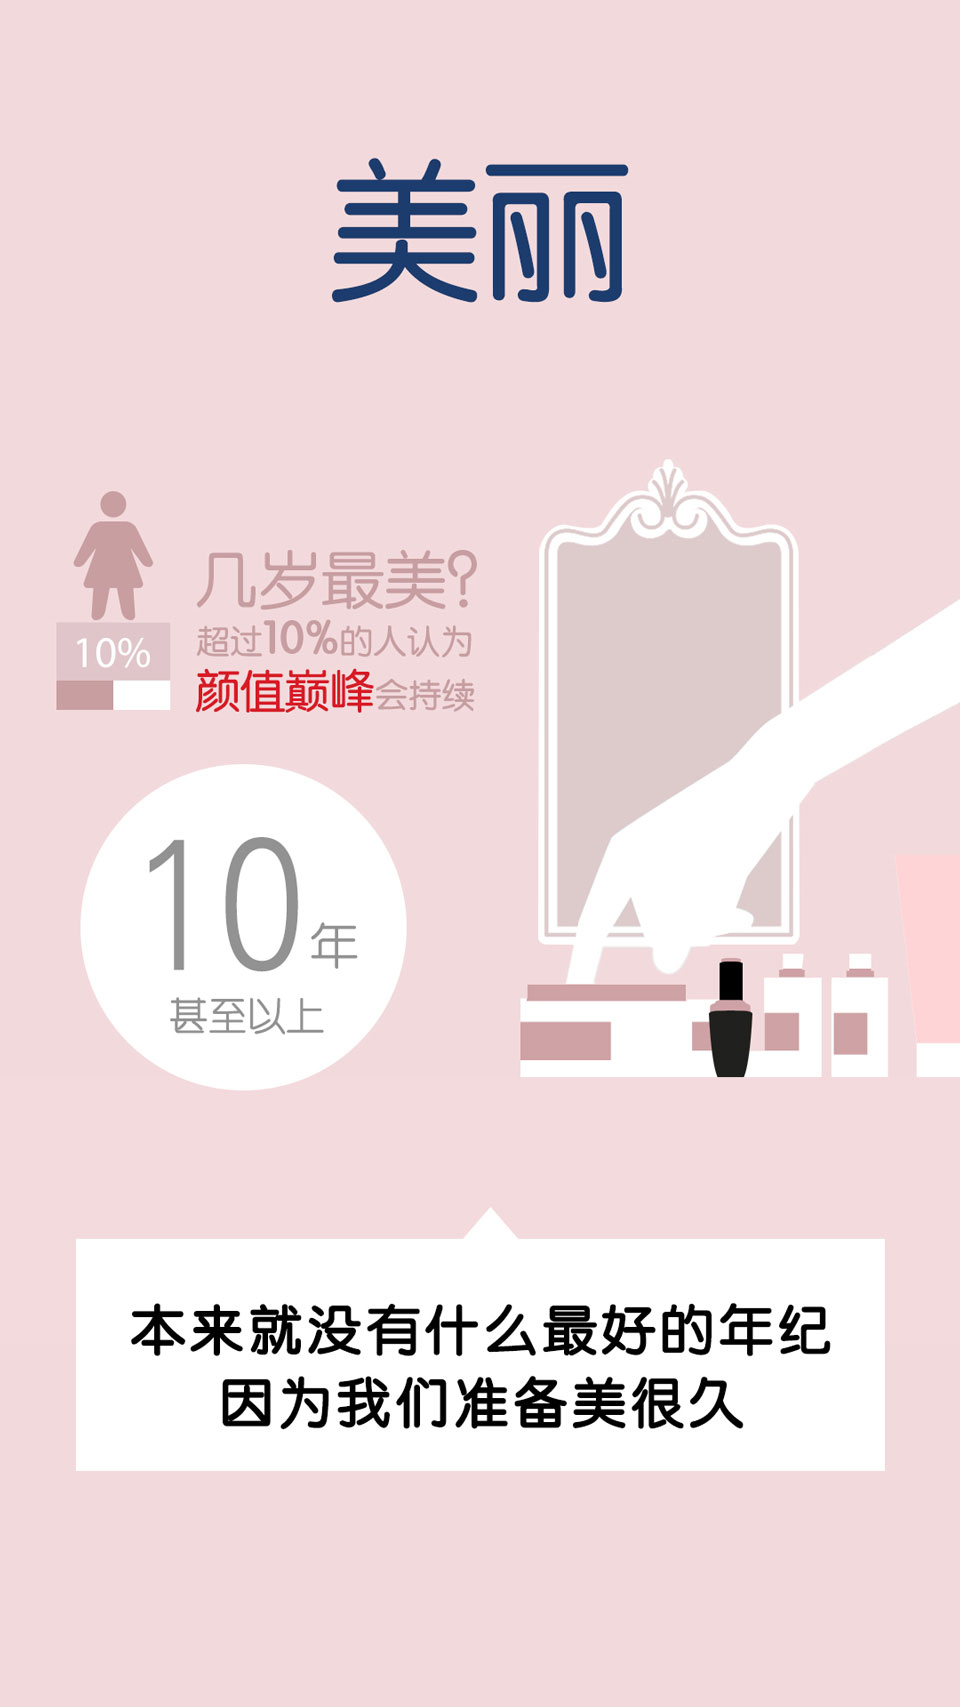 美丽
几岁最美?
10%
超过10%的人认为
颜值巅峰会持续
10年
甚至以上
本来就没有什么最好的年纪
因为我们准备美很久